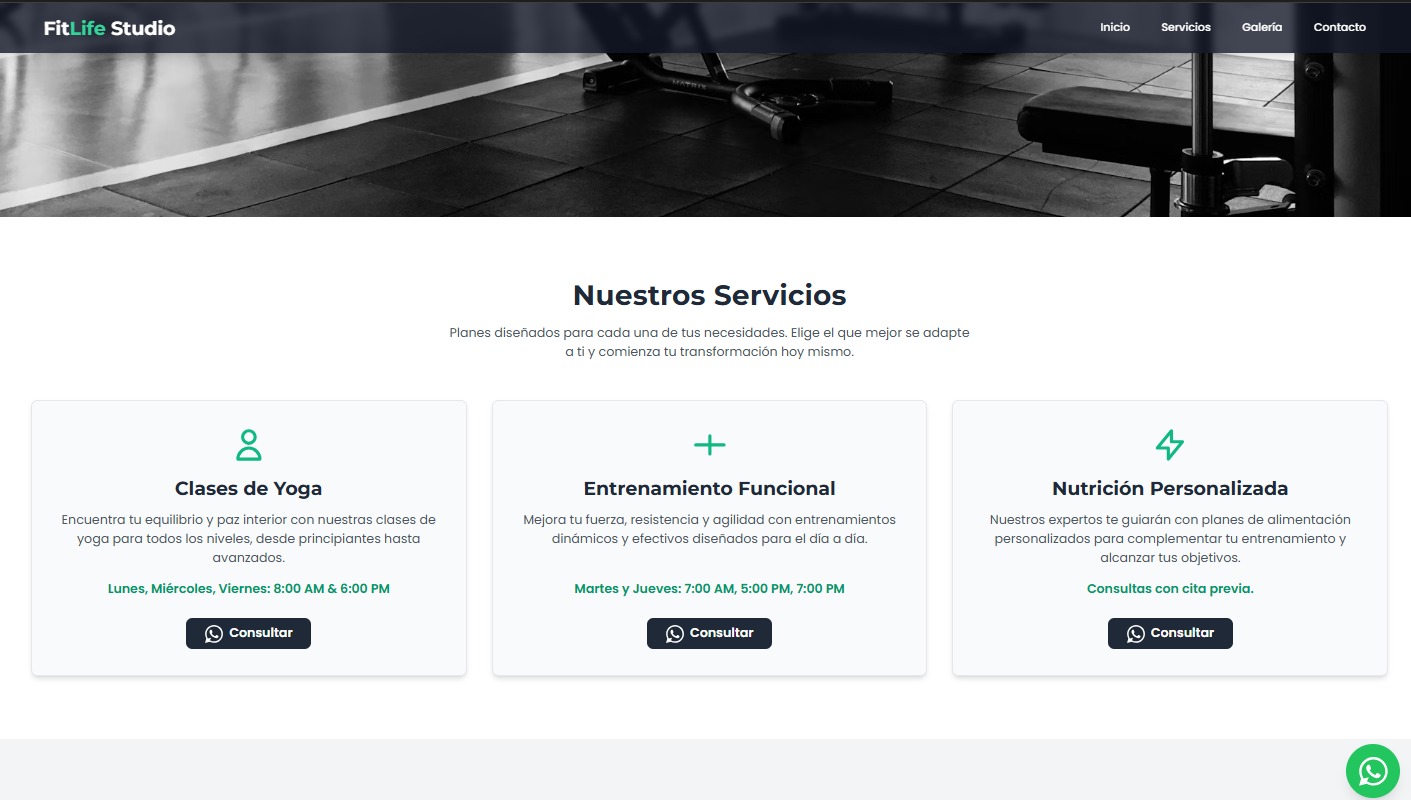 FitLife Studio
Inicio Servicios Galería Contacto
MATRIX
Nuestros Servicios
Planes diseñados para cada una de tus necesidades. Elige el que mejor se adapte
a ti y comienza tu transformación hoy mismo.
Clases de Yoga
Encuentra tu equilibrio y paz interior con nuestras clases de
yoga para todos los niveles, desde principiantes hasta
avanzados.
Lunes, Miércoles, Viernes: 8:00 AM & 6:00 PM
Consultar
Entrenamiento Funcional
Mejora tu fuerza, resistencia y agilidad con entrenamientos
dinámicos y efectivos diseñados para el día a día.
Martes y Jueves: 7:00 AM, 5:00 PM, 7:00 PM
Consultar
Nutrición Personalizada
Nuestros expertos te guiarán con planes de alimentación
personalizados para complementar tu entrenamiento y
alcanzar tus objetivos.
Consultas con cita previa.
Consultar